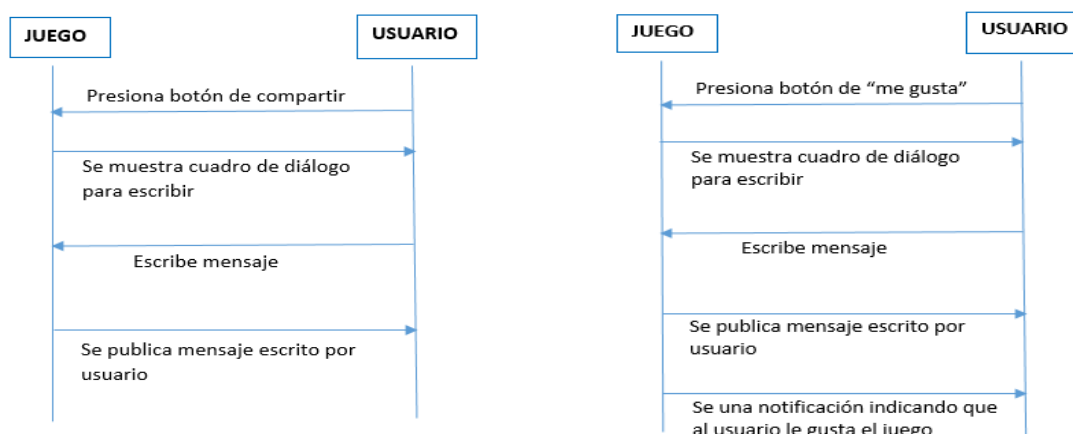 JUEGO
USUARIO
Presiona botón de compartir
Se muestra cuadro de diálogo
para escribir
Escribe mensaje
Se publica mensaje escrito por
usuario
JUEGO
USUARIO
Presiona botón de “me gusta”
Se muestra cuadro de diálogo
para escribir
Escribe mensaje
Se publica mensaje escrito por
usuario
Se una notificación indicando que
al usuario le gusta el juego